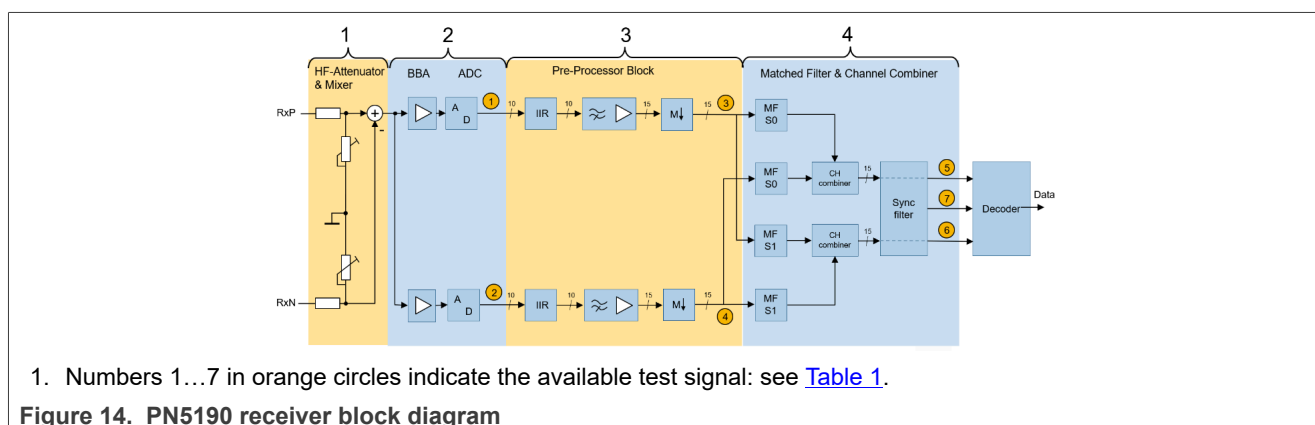 1 2 3 4
HF-Attenuator
& Mixer
BBA ADC
Pre-Processor Block
Matched Filter & Channel Combiner
RxP
+
-
A
D
1
10
IIR
10
15
M↓
15
3
MF
S0
MF
S0
CH
combiner
15
5
Sync
filter
7
Decoder
Data
MF
S1
CH
combiner
15
6
RxN
A
D
2
10
IIR
10
15
M↓
15
4
MF
S1
1. Numbers 1…7 in orange circles indicate the available test signal: see Table 1.
Figure 14. PN5190 receiver block diagram